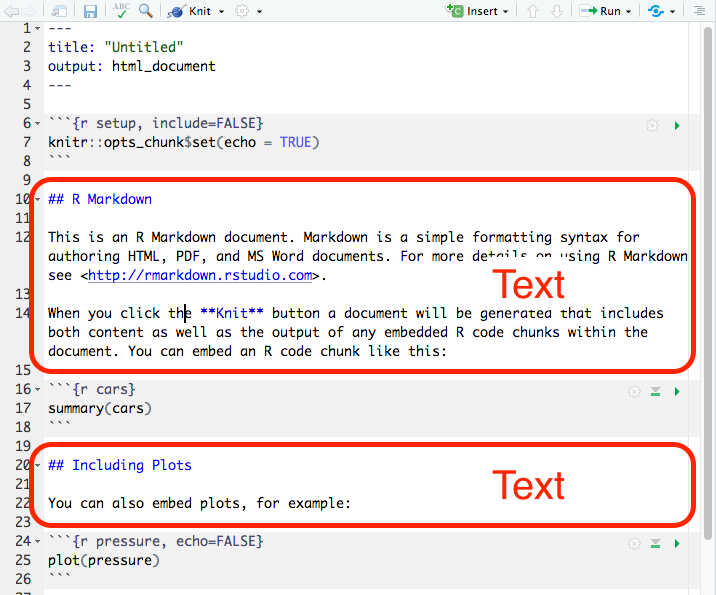 ABC Knit Insert Run
1 ---
2 title: "Untitled"
3 output: html_document
4 ---
5
6 ```{r setup, include=FALSE}
7 knitr::opts_chunk$set(echo = TRUE)
8 ```
9
10 ## R Markdown
11
12 This is an R Markdown document. Markdown is a simple formatting syntax for
authoring HTML, PDF, and MS Word documents. For more details on using R Markdown
see <http://rmarkdown.rstudio.com>.
Text
13
14 When you click the **Knit** button a document will be generated that includes
both content as well as the output of any embedded R code chunks within the
document. You can embed an R code chunk like this:
15
16 ```{r cars}
17 summary(cars)
18 ```
19
20 ## Including Plots
Text
21
22 You can also embed plots, for example:
23
24 ```{r pressure, echo=FALSE}
25 plot(pressure)
26 ```